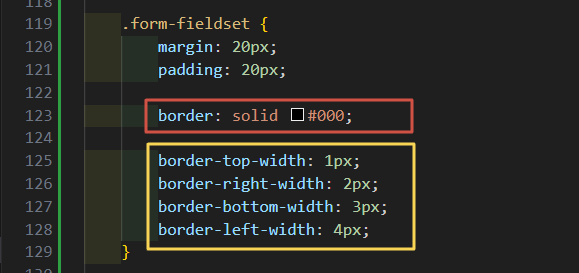 118
119 .form-fieldset {
120 margin: 20px;
121 padding: 20px;
122
123 border: solid #000;
124
125 border-top-width: 1px;
126 border-right-width: 2px;
127 border-bottom-width: 3px;
128 border-left-width: 4px;
129 }
130